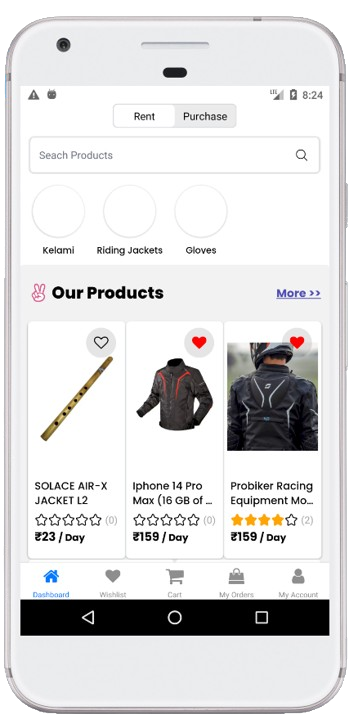 LTE 8:24
Rent Purchase
Seach Products
Kelami Riding Jackets Gloves
Our Products More >>
SOLACE AIR-X
JACKET L2
(0)
₹23 / Day
Iphone 14 Pro
Max (16 GB of ...
(0)
₹159 / Day
Probiker Racing
Equipment Mo...
(2)
₹159 / Day
Dashboard Wishlist Cart My Orders My Account